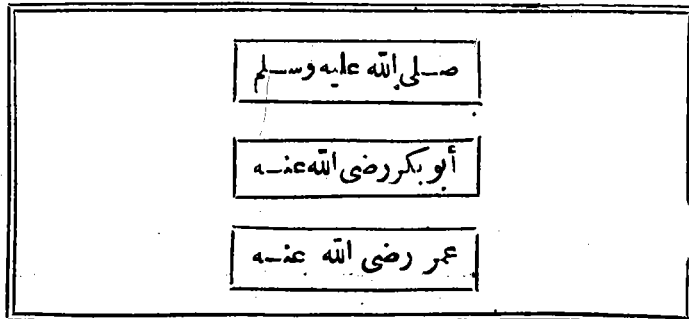 صلى الله عليه وسلم
أبو بكر رضى الله عنه
عمر رضى الله عنه